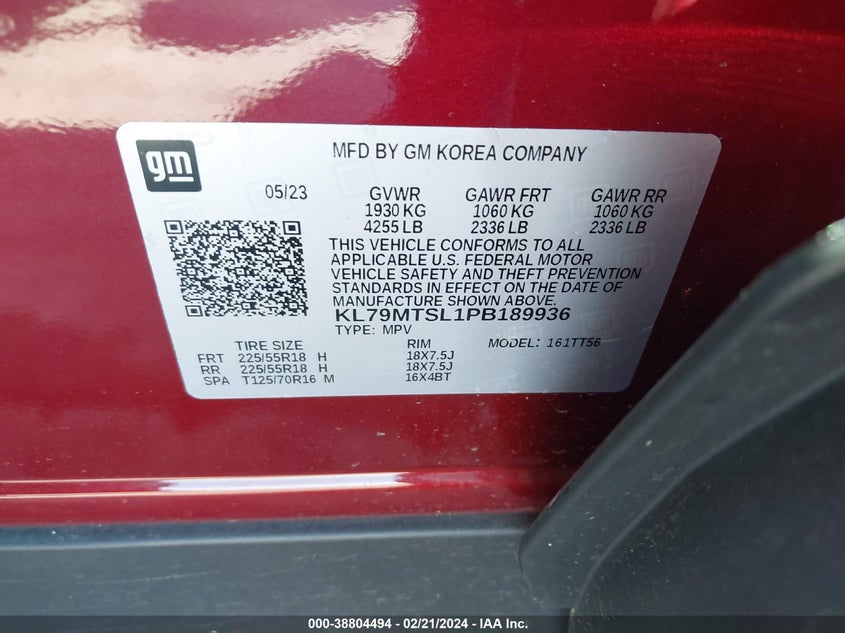 gm
MFD BY GM KOREA COMPANY
05/23
GVWR GAWR FRT GAWR RR
1930 KG 1060 KG 1060 KG
4255 LB 2336 LB 2336 LB
THIS VEHICLE CONFORMS TO ALL
APPLICABLE U.S. FEDERAL MOTOR
VEHICLE SAFETY AND THEFT PREVENTION
STANDARDS IN EFFECT ON THE DATE OF
MANUFACTURE SHOWN ABOVE.
KL79MTSL1PB189936
TYPE: MPV
TIRE SIZE RIM MODEL: 161TT56
FRT 225/55R18 H 18X7.5J
RR 225/55R18 H 18X7.5J
SPA T125/70R16 M 16X4BT
000-38804494 - 02/21/2024 - IAA Inc.